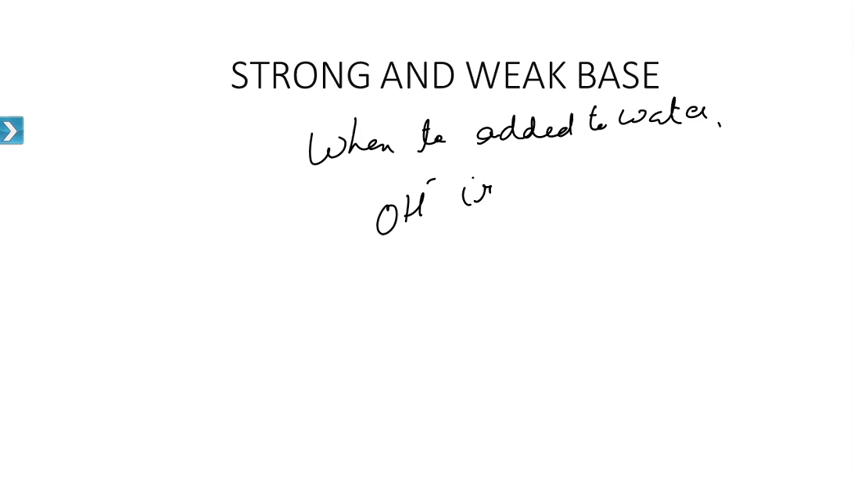 STRONG AND WEAK BASE
When to added to water.
OH⁻ is